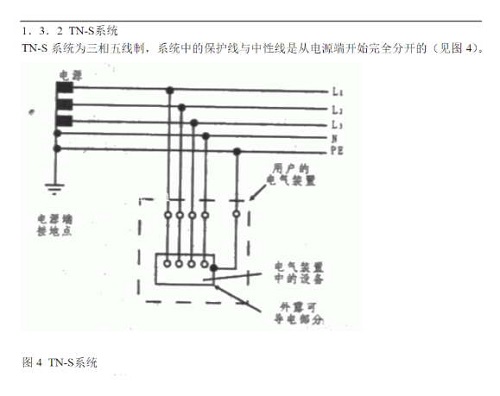 1．3．2 TN-S系统
TN-S 系统为三相五线制，系统中的保护线与中性线是从电源端开始完全分开的（见图 4）。
电源
L1
L2
L3
N
PE
用户的
电气装置
电源端
接地点
电气装置
中的设备
外露可
导电部分
图 4 TN-S系统